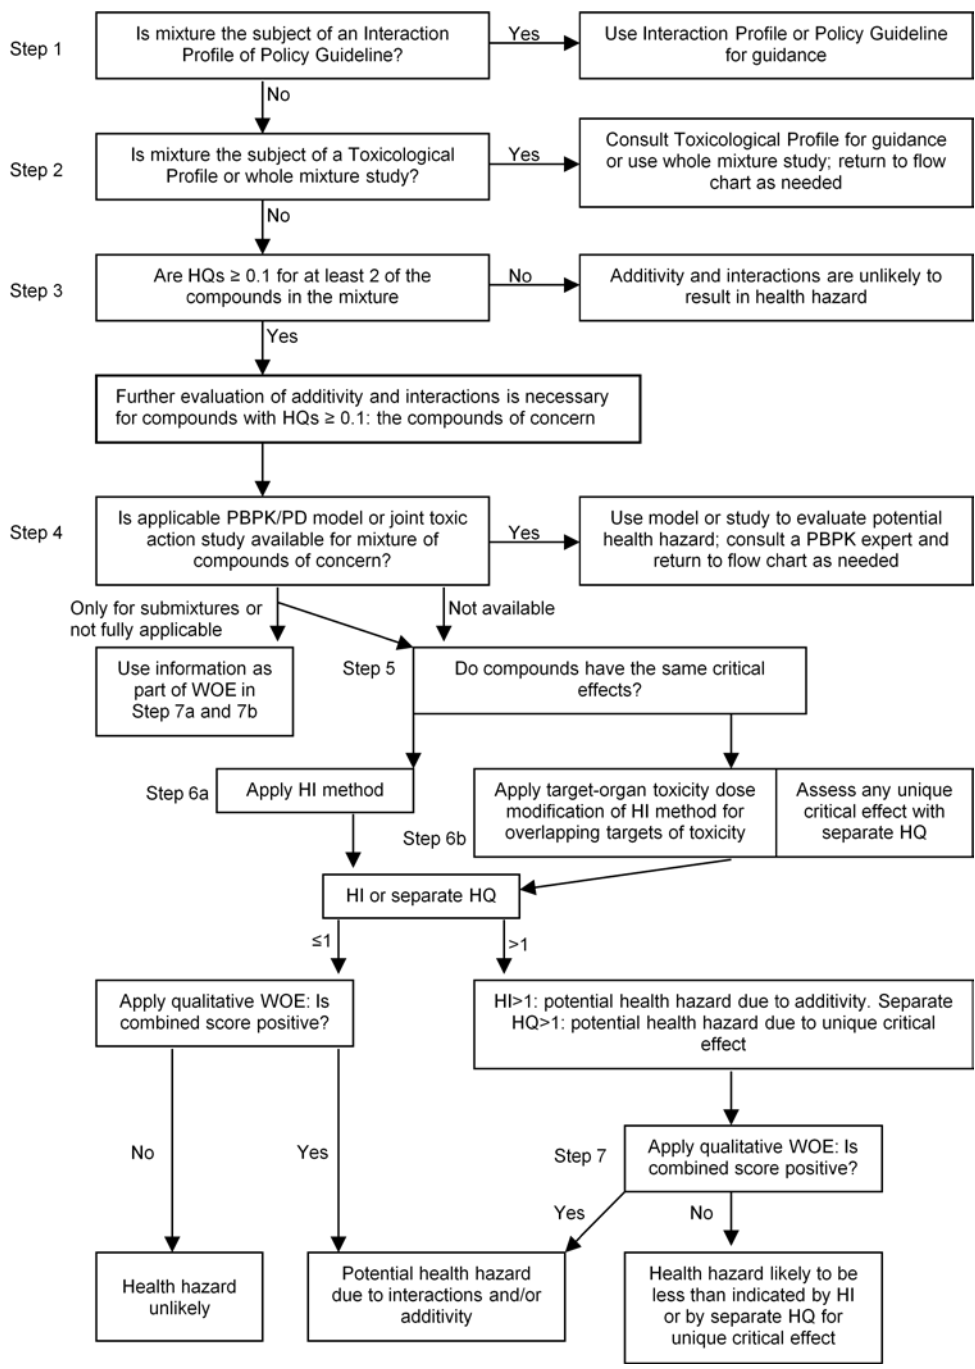 Step 1
Is mixture the subject of an Interaction
Profile of Policy Guideline?
Yes
Use Interaction Profile or Policy Guideline
for guidance
No
Step 2
Is mixture the subject of a Toxicological
Profile or whole mixture study?
Yes
Consult Toxicological Profile for guidance
or use whole mixture study; return to flow
chart as needed
No
Step 3
Are HQs ≥ 0.1 for at least 2 of the
compounds in the mixture
No
Additivity and interactions are unlikely to
result in health hazard
Yes
Further evaluation of additivity and interactions is necessary
for compounds with HQs ≥ 0.1: the compounds of concern
Step 4
Is applicable PBPK/PD model or joint toxic
action study available for mixture of
compounds of concern?
Yes
Use model or study to evaluate potential
health hazard; consult a PBPK expert and
return to flow chart as needed
Only for submixtures or
not fully applicable
Not available
Use information as
part of WOE in
Step 7a and 7b
Step 5
Do compounds have the same critical
effects?
Step 6a
Apply HI method
Step 6b
Apply target-organ toxicity dose
modification of HI method for
overlapping targets of toxicity
Assess any unique
critical effect with
separate HQ
HI or separate HQ
≤1
>1
Apply qualitative WOE: Is
combined score positive?
HI>1: potential health hazard due to additivity. Separate
HQ>1: potential health hazard due to unique critical
effect
No
Yes
Step 7
Apply qualitative WOE: Is
combined score positive?
Yes
No
Health hazard
unlikely
Potential health hazard
due to interactions and/or
additivity
Health hazard likely to be
less than indicated by HI
or by separate HQ for
unique critical effect